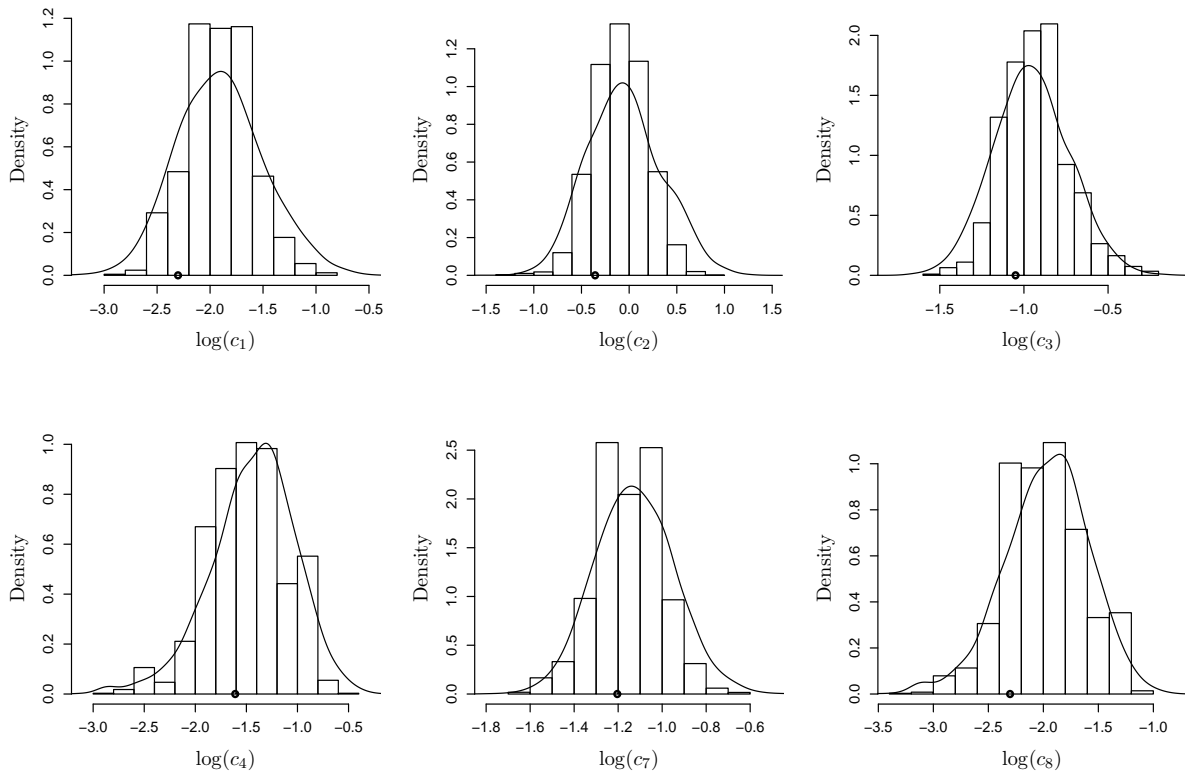 Density
0.0 0.2 0.4 0.6 0.8 1.0 1.2
−3.0 −2.5 −2.0 −1.5 −1.0 −0.5
log(c₁)
Density
0.0 0.2 0.4 0.6 0.8 1.0 1.2
−1.5 −1.0 −0.5 0.0 0.5 1.0 1.5
log(c₂)
Density
0.0 0.5 1.0 1.5 2.0
−1.5 −1.0 −0.5
log(c₃)
Density
0.0 0.2 0.4 0.6 0.8 1.0
−3.0 −2.5 −2.0 −1.5 −1.0 −0.5
log(c₄)
Density
0.0 0.5 1.0 1.5 2.0 2.5
−1.8 −1.6 −1.4 −1.2 −1.0 −0.8 −0.6
log(c₇)
Density
0.0 0.2 0.4 0.6 0.8 1.0
−3.5 −3.0 −2.5 −2.0 −1.5 −1.0
log(c₈)